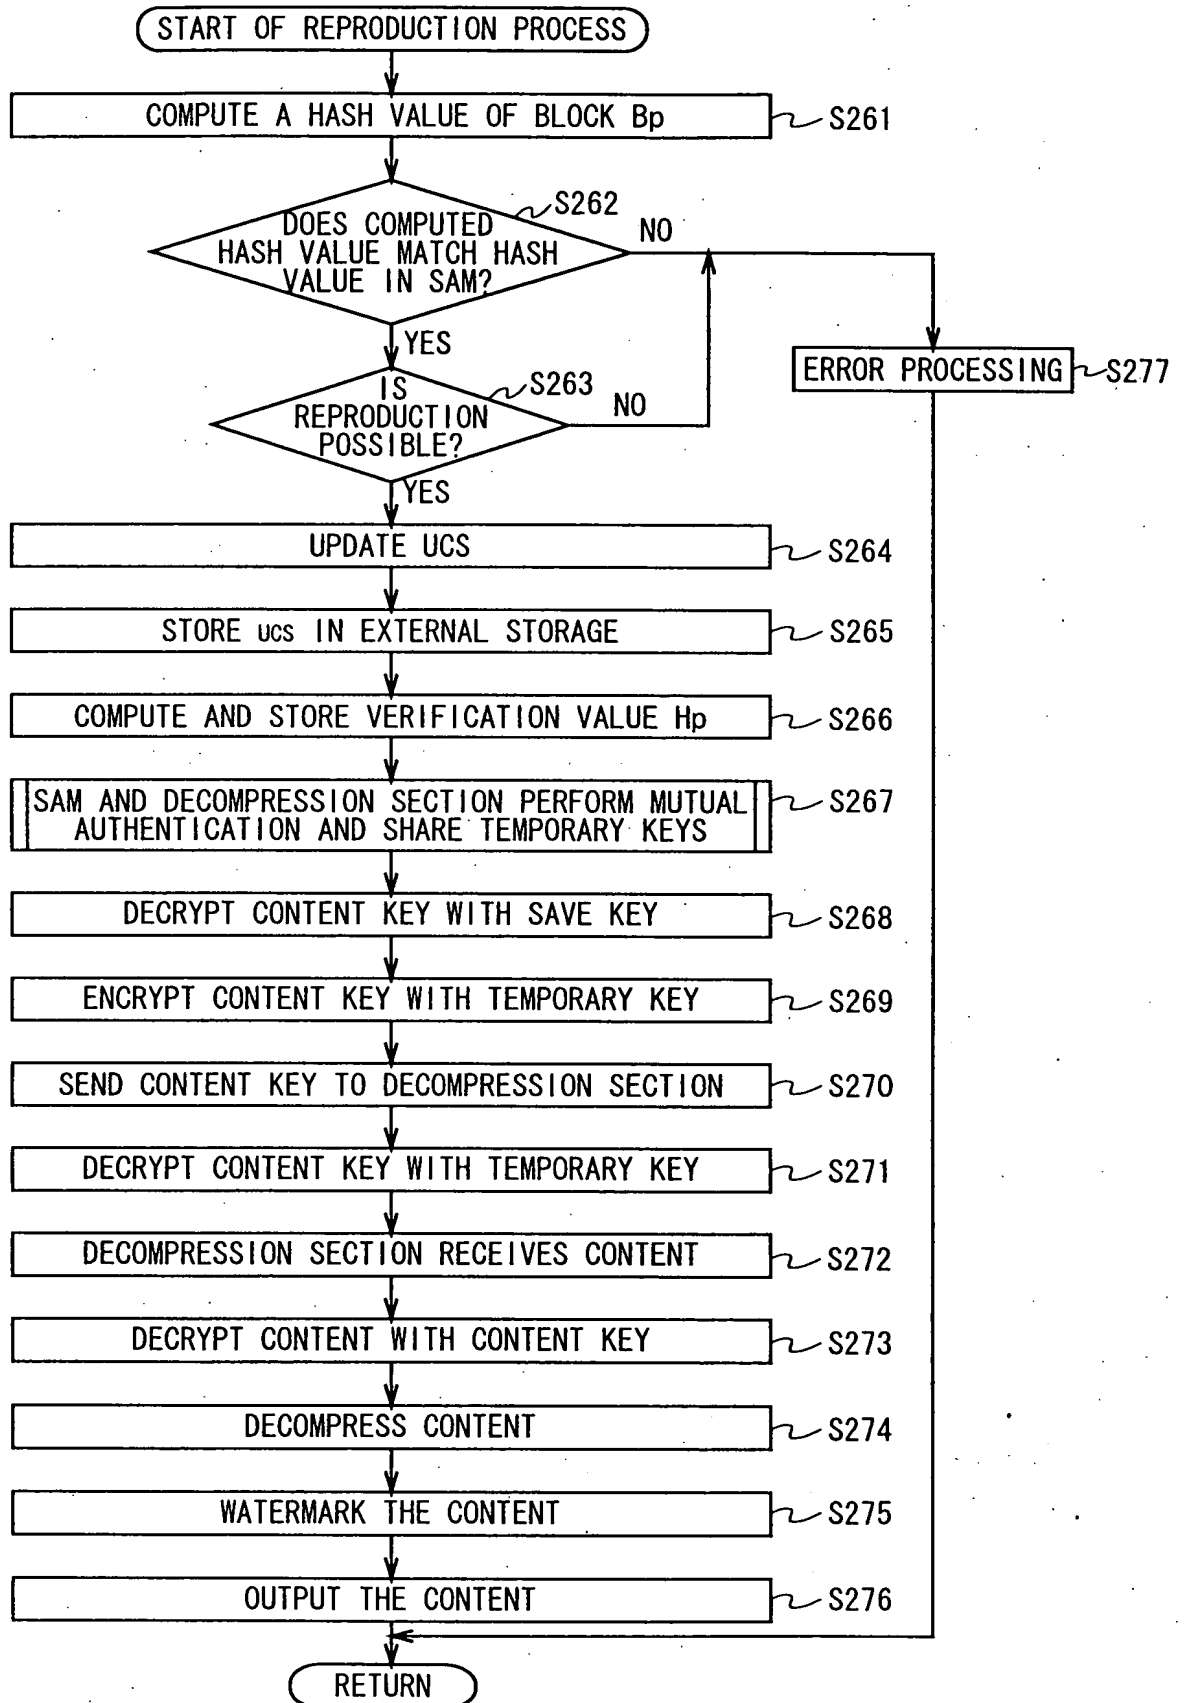 START OF REPRODUCTION PROCESS
COMPUTE A HASH VALUE OF BLOCK Bp
S261
S262
DOES COMPUTED
HASH VALUE MATCH HASH
VALUE IN SAM?
NO
YES
ERROR PROCESSING
S277
S263
IS
REPRODUCTION
POSSIBLE?
NO
YES
UPDATE UCS
S264
STORE UCS IN EXTERNAL STORAGE
S265
COMPUTE AND STORE VERIFICATION VALUE Hp
S266
SAM AND DECOMPRESSION SECTION PERFORM MUTUAL
AUTHENTICATION AND SHARE TEMPORARY KEYS
S267
DECRYPT CONTENT KEY WITH SAVE KEY
S268
ENCRYPT CONTENT KEY WITH TEMPORARY KEY
S269
SEND CONTENT KEY TO DECOMPRESSION SECTION
S270
DECRYPT CONTENT KEY WITH TEMPORARY KEY
S271
DECOMPRESSION SECTION RECEIVES CONTENT
S272
DECRYPT CONTENT WITH CONTENT KEY
S273
DECOMPRESS CONTENT
S274
WATERMARK THE CONTENT
S275
OUTPUT THE CONTENT
S276
RETURN